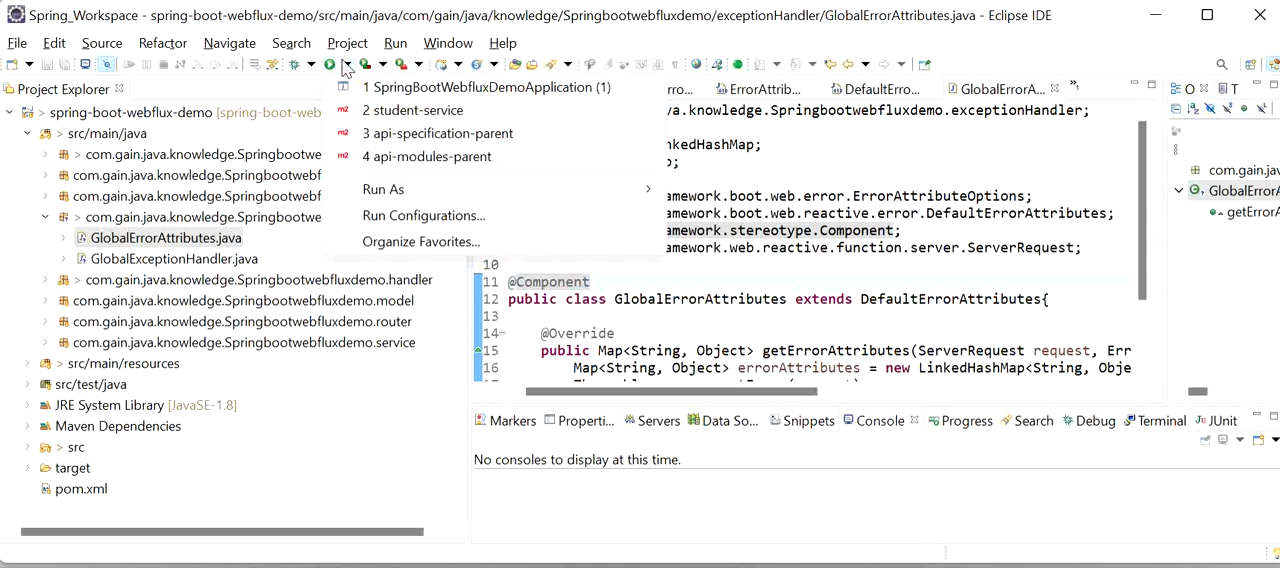 Spring_Workspace - spring-boot-webflux-demo/src/main/java/com/gain/java/knowledge/Springbootwebfluxdemo/exceptionHandler/GlobalErrorAttributes.java - Eclipse IDE
File Edit Source Refactor Navigate Search Project Run Window Help
Project Explorer
spring-boot-webflux-demo [spring-boot-web
src/main/java
com.gain.java.knowledge.Springbootwe
com.gain.java.knowledge.Springbootwebf
com.gain.java.knowledge.Springbootwebf
com.gain.java.knowledge.Springbootwe
GlobalErrorAttributes.java
GlobalExceptionHandler.java
com.gain.java.knowledge.Springbootwebfluxdemo.handler
com.gain.java.knowledge.Springbootwebfluxdemo.model
com.gain.java.knowledge.Springbootwebfluxdemo.router
com.gain.java.knowledge.Springbootwebfluxdemo.service
src/main/resources
src/test/java
JRE System Library [JavaSE-1.8]
Maven Dependencies
src
target
pom.xml
1 SpringBootWebfluxDemoApplication (1)
m2 2 student-service
m2 3 api-specification-parent
m2 4 api-modules-parent
Run As
Run Configurations...
Organize Favorites...
rro... ErrorAttrib... DefaultErro... GlobalErrorA...
va.knowledge.Springbootwebfluxdemo.exceptionHandler;
nkedHashMap;
p;
amework.boot.web.error.ErrorAttributeOptions;
amework.boot.web.reactive.error.DefaultErrorAttributes;
amework.stereotype.Component;
amework.web.reactive.function.server.ServerRequest;
10
11 @Component
12 public class GlobalErrorAttributes extends DefaultErrorAttributes{
13
14 @Override
15 public Map<String, Object> getErrorAttributes(ServerRequest request, Err
16 Map<String, Object> errorAttributes = new LinkedHashMap<String, Obje
O T
com.gain.jav
GlobalErrorA
getErrorA
Markers Properti... Servers Data So... Snippets Console Progress Search Debug Terminal JUnit
No consoles to display at this time.